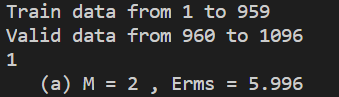 Train data from 1 to 959
Valid data from 960 to 1096
1
(a) M = 2 , Erms = 5.996